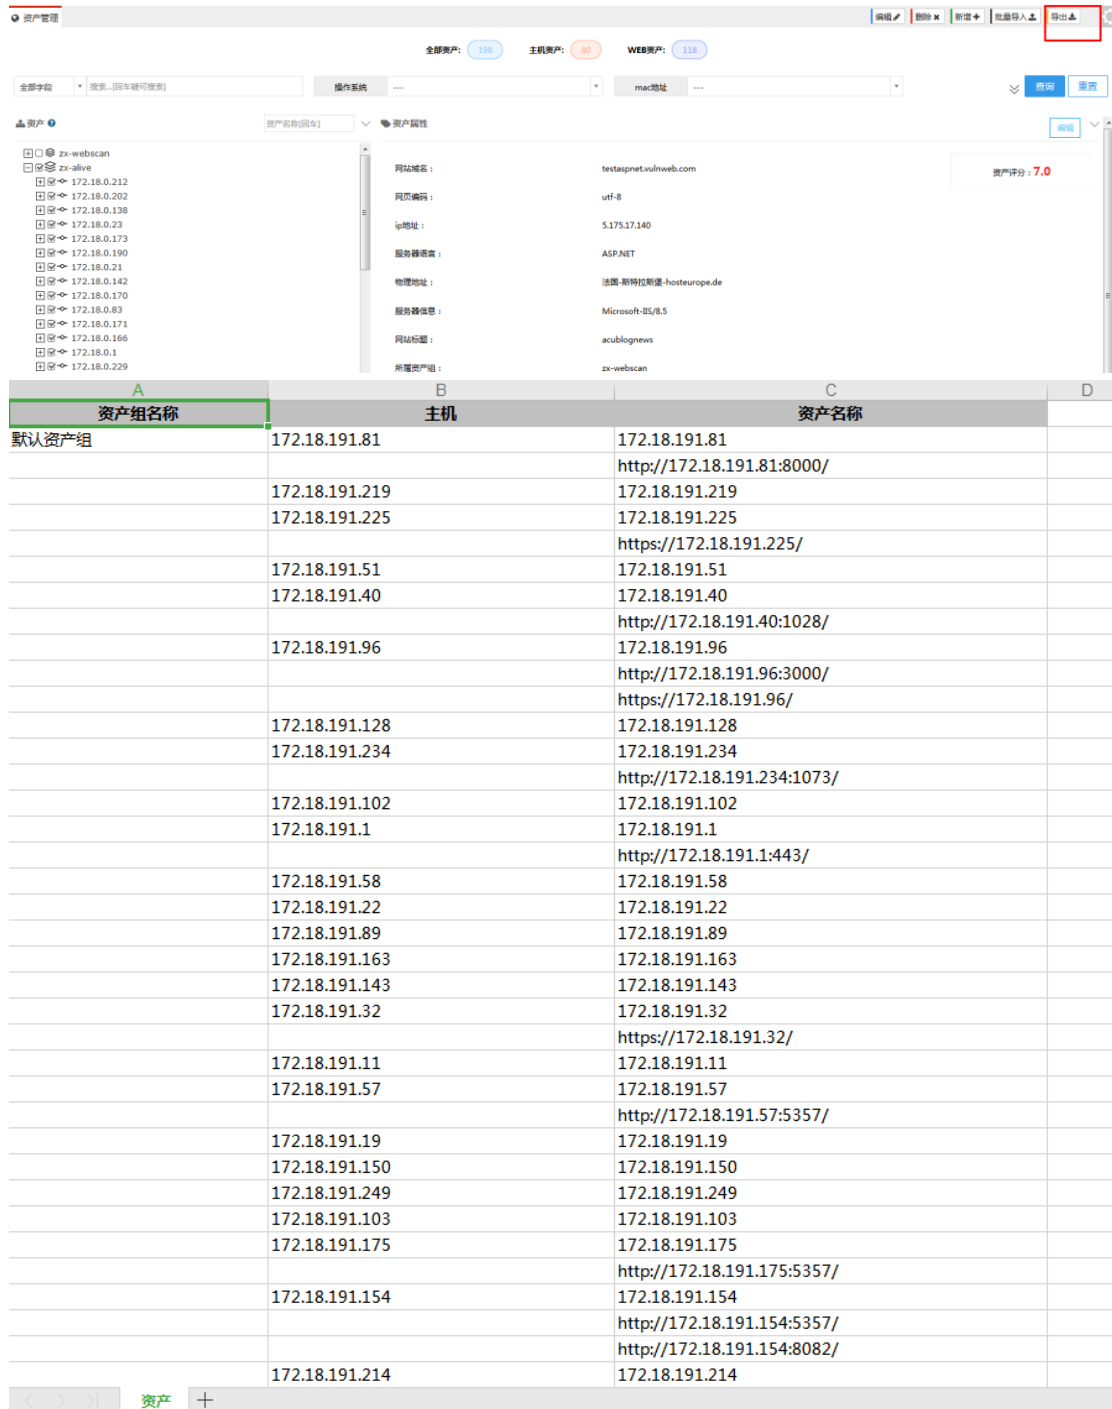 资产管理
编辑 删除 新增 批量导入 导出
全部资产： 198 主机资产： 80 WEB资产： 118
全部字段 搜索...[回车键可搜索] 操作系统 --- mac地址 --- 查询 重置
资产 资产名称[回车] 资产属性 编辑
zx-webscan
zx-alive
172.18.0.212
172.18.0.202
172.18.0.138
172.18.0.23
172.18.0.173
172.18.0.190
172.18.0.21
172.18.0.142
172.18.0.170
172.18.0.83
172.18.0.171
172.18.0.166
172.18.0.1
172.18.0.229
网站域名： testaspnet.vulnweb.com
资产评分：7.0
网页编码： utf-8
ip地址： 5.175.17.140
服务器语言： ASP.NET
物理地址： 法国-斯特拉斯堡-hosteurope.de
服务器信息： Microsoft-IIS/8.5
网站标题： acublognews
所属资产组： zx-webscan
A B C D
资产组名称 主机 资产名称
默认资产组 172.18.191.81 172.18.191.81
http://172.18.191.81:8000/
172.18.191.219 172.18.191.219
172.18.191.225 172.18.191.225
https://172.18.191.225/
172.18.191.51 172.18.191.51
172.18.191.40 172.18.191.40
http://172.18.191.40:1028/
172.18.191.96 172.18.191.96
http://172.18.191.96:3000/
https://172.18.191.96/
172.18.191.128 172.18.191.128
172.18.191.234 172.18.191.234
http://172.18.191.234:1073/
172.18.191.102 172.18.191.102
172.18.191.1 172.18.191.1
http://172.18.191.1:443/
172.18.191.58 172.18.191.58
172.18.191.22 172.18.191.22
172.18.191.89 172.18.191.89
172.18.191.163 172.18.191.163
172.18.191.143 172.18.191.143
172.18.191.32 172.18.191.32
https://172.18.191.32/
172.18.191.11 172.18.191.11
172.18.191.57 172.18.191.57
http://172.18.191.57:5357/
172.18.191.19 172.18.191.19
172.18.191.150 172.18.191.150
172.18.191.249 172.18.191.249
172.18.191.103 172.18.191.103
172.18.191.175 172.18.191.175
http://172.18.191.175:5357/
172.18.191.154 172.18.191.154
http://172.18.191.154:5357/
http://172.18.191.154:8082/
172.18.191.214 172.18.191.214
资产